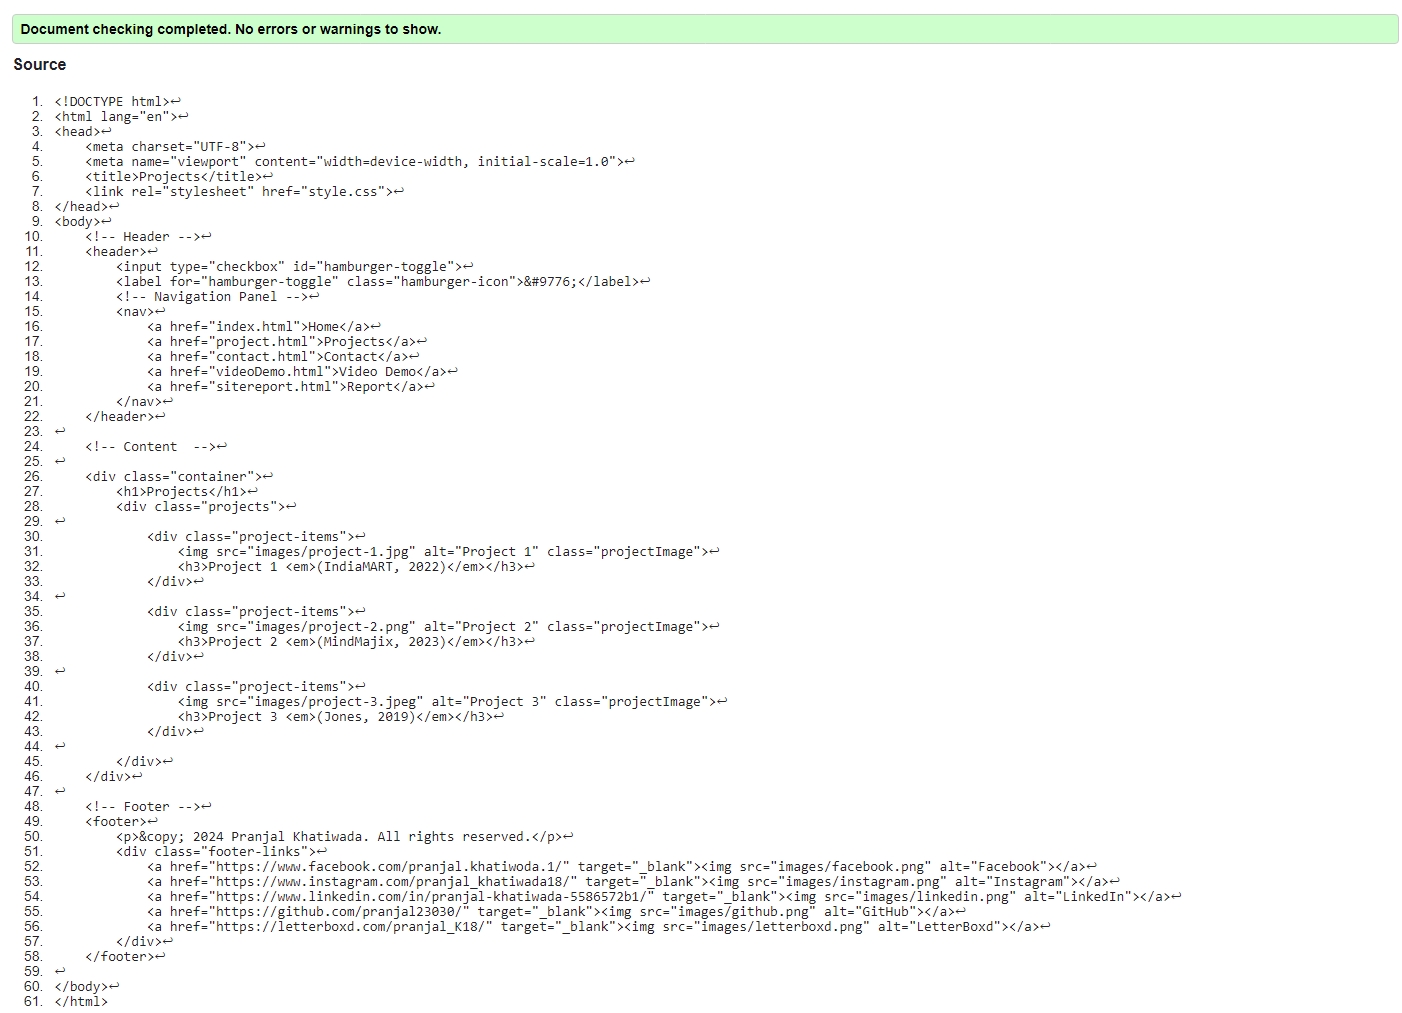 Document checking completed. No errors or warnings to show.
Source
1. <!DOCTYPE html>↩
2. <html lang="en">↩
3. <head>↩
4.     <meta charset="UTF-8">↩
5.     <meta name="viewport" content="width=device-width, initial-scale=1.0">↩
6.     <title>Projects</title>↩
7.     <link rel="stylesheet" href="style.css">↩
8. </head>↩
9. <body>↩
10.     <!-- Header -->↩
11.     <header>↩
12.         <input type="checkbox" id="hamburger-toggle">↩
13.         <label for="hamburger-toggle" class="hamburger-icon">&#9776;</label>↩
14.         <!-- Navigation Panel -->↩
15.         <nav>↩
16.             <a href="index.html">Home</a>↩
17.             <a href="project.html">Projects</a>↩
18.             <a href="contact.html">Contact</a>↩
19.             <a href="videoDemo.html">Video Demo</a>↩
20.             <a href="sitereport.html">Report</a>↩
21.         </nav>↩
22.     </header>↩
23. ↩
24.     <!-- Content  -->↩
25. ↩
26.     <div class="container">↩
27.         <h1>Projects</h1>↩
28.         <div class="projects">↩
29. ↩
30.             <div class="project-items">↩
31.                 <img src="images/project-1.jpg" alt="Project 1" class="projectImage">↩
32.                 <h3>Project 1 <em>(IndiaMART, 2022)</em></h3>↩
33.             </div>↩
34. ↩
35.             <div class="project-items">↩
36.                 <img src="images/project-2.png" alt="Project 2" class="projectImage">↩
37.                 <h3>Project 2 <em>(MindMajix, 2023)</em></h3>↩
38.             </div>↩
39. ↩
40.             <div class="project-items">↩
41.                 <img src="images/project-3.jpeg" alt="Project 3" class="projectImage">↩
42.                 <h3>Project 3 <em>(Jones, 2019)</em></h3>↩
43.             </div>↩
44. ↩
45.         </div>↩
46.     </div>↩
47. ↩
48.     <!-- Footer -->↩
49.     <footer>↩
50.         <p>&copy; 2024 Pranjal Khatiwada. All rights reserved.</p>↩
51.         <div class="footer-links">↩
52.             <a href="https://www.facebook.com/pranjal.khatiwoda.1/" target="_blank"><img src="images/facebook.png" alt="Facebook"></a>↩
53.             <a href="https://www.instagram.com/pranjal_khatiwada18/" target="_blank"><img src="images/instagram.png" alt="Instagram"></a>↩
54.             <a href="https://www.linkedin.com/in/pranjal-khatiwada-5586572b1/" target="_blank"><img src="images/linkedin.png" alt="LinkedIn"></a>↩
55.             <a href="https://github.com/pranjal23030/" target="_blank"><img src="images/github.png" alt="GitHub"></a>↩
56.             <a href="https://letterboxd.com/pranjal_K18/" target="_blank"><img src="images/letterboxd.png" alt="LetterBoxd"></a>↩
57.         </div>↩
58.     </footer>↩
59. ↩
60. </body>↩
61. </html>